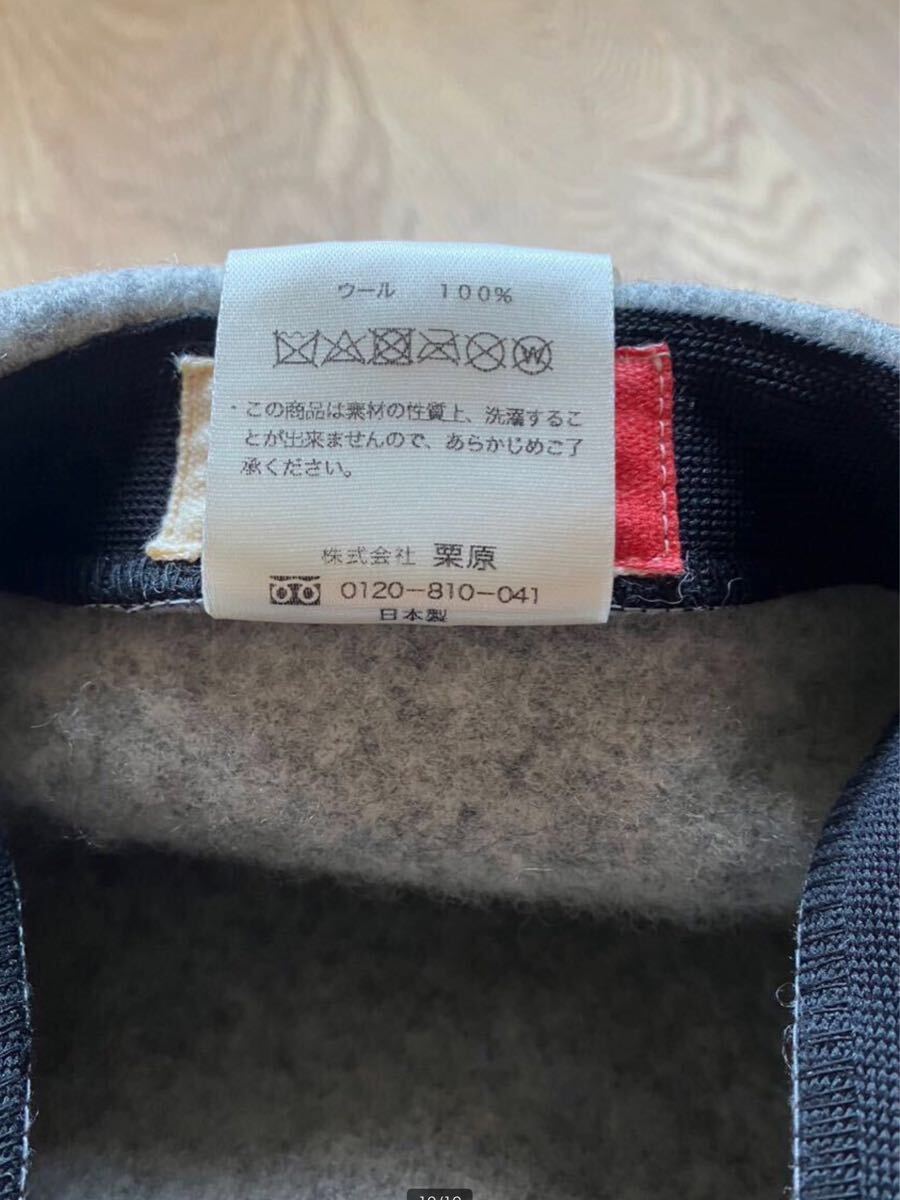 ウール 100%
W
・この商品は素材の性質上、洗濯するこ
とが出来ませんので、あらかじめご了
承ください。
株式会社 栗原
0120-810-041
日本製
10/10